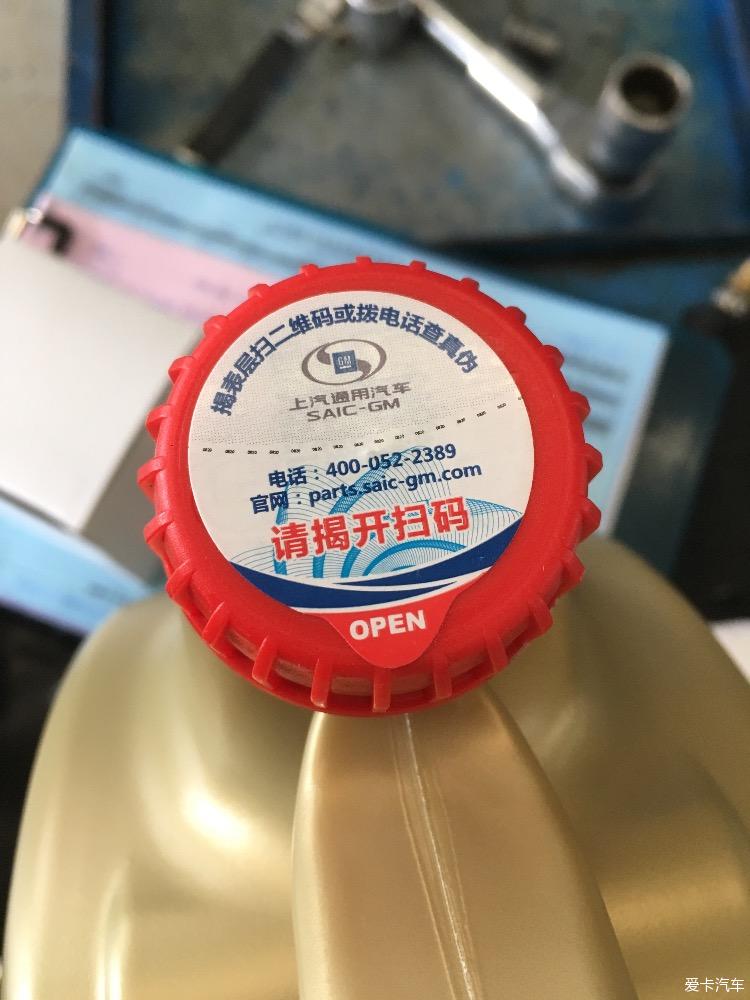 揭表层扫二维码或拨电话查真伪
GM
上汽通用汽车
SAIC-GM
电话：400-052-2389
官网：parts.saic-gm.com
请揭开扫码
OPEN
爱卡汽车